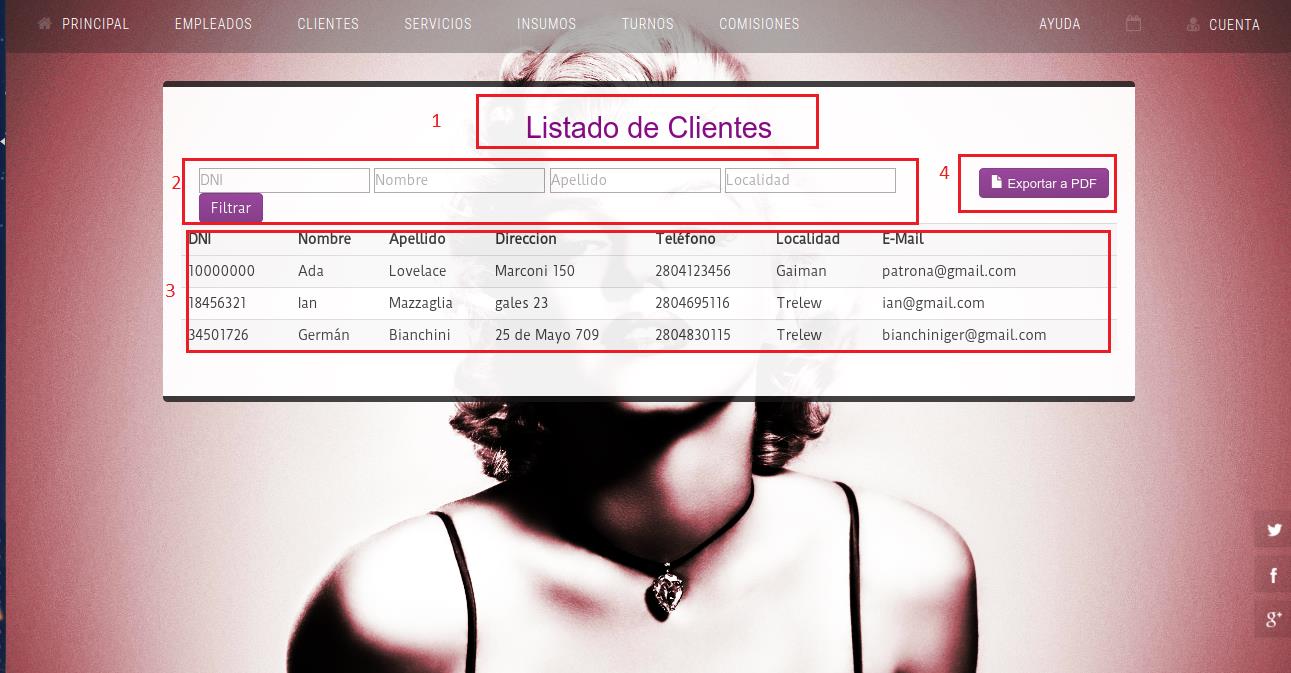 PRINCIPAL EMPLEADOS CLIENTES SERVICIOS INSUMOS TURNOS COMISIONES AYUDA CUENTA
1 Listado de Clientes
2 DNI Nombre Apellido Localidad 4 Exportar a PDF
Filtrar
DNI Nombre Apellido Direccion Teléfono Localidad E-Mail
10000000 Ada Lovelace Marconi 150 2804123456 Gaiman patrona@gmail.com
3
18456321 Ian Mazzaglia gales 23 2804695116 Trelew ian@gmail.com
34501726 Germán Bianchini 25 de Mayo 709 2804830115 Trelew bianchiniger@gmail.com
f
g+